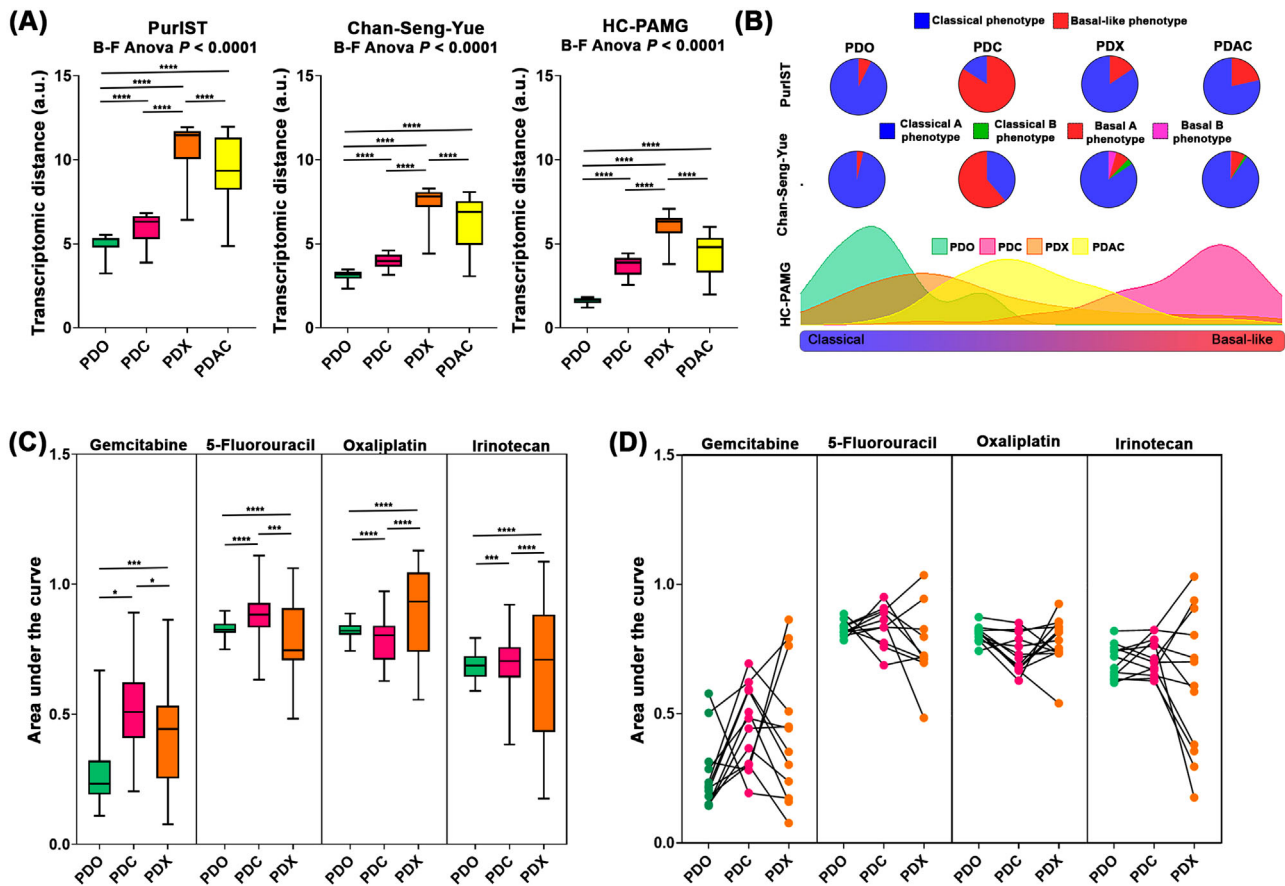 (A)
PurIST
B-F Anova P < 0.0001
Transcriptomic distance (a.u.)
15
10
5
0
****
****
****
****
****
PDO
PDC
PDX
PDAC
Chan-Seng-Yue
B-F Anova P < 0.0001
Transcriptomic distance (a.u.)
15
10
5
0
****
****
****
****
****
PDO
PDC
PDX
PDAC
HC-PAMG
B-F Anova P < 0.0001
Transcriptomic distance (a.u.)
15
10
5
0
****
****
****
****
****
PDO
PDC
PDX
PDAC
(B)
Classical phenotype
Basal-like phenotype
PDO
PDC
PDX
PDAC
PurIST
Classical A phenotype
Classical B phenotype
Basal A phenotype
Basal B phenotype
Chan-Seng-Yue
PDO
PDC
PDX
PDAC
HC-PAMG
Classical
Basal-like
(C)
Gemcitabine
5-Fluorouracil
Oxaliplatin
Irinotecan
Area under the curve
1.5
1.0
0.5
0.0
***
*
*
****
****
***
****
****
****
****
***
****
PDO
PDC
PDX
PDO
PDC
PDX
PDO
PDC
PDX
PDO
PDC
PDX
(D)
Gemcitabine
5-Fluorouracil
Oxaliplatin
Irinotecan
Area under the curve
1.5
1.0
0.5
0.0
PDO
PDC
PDX
PDO
PDC
PDX
PDO
PDC
PDX
PDO
PDC
PDX